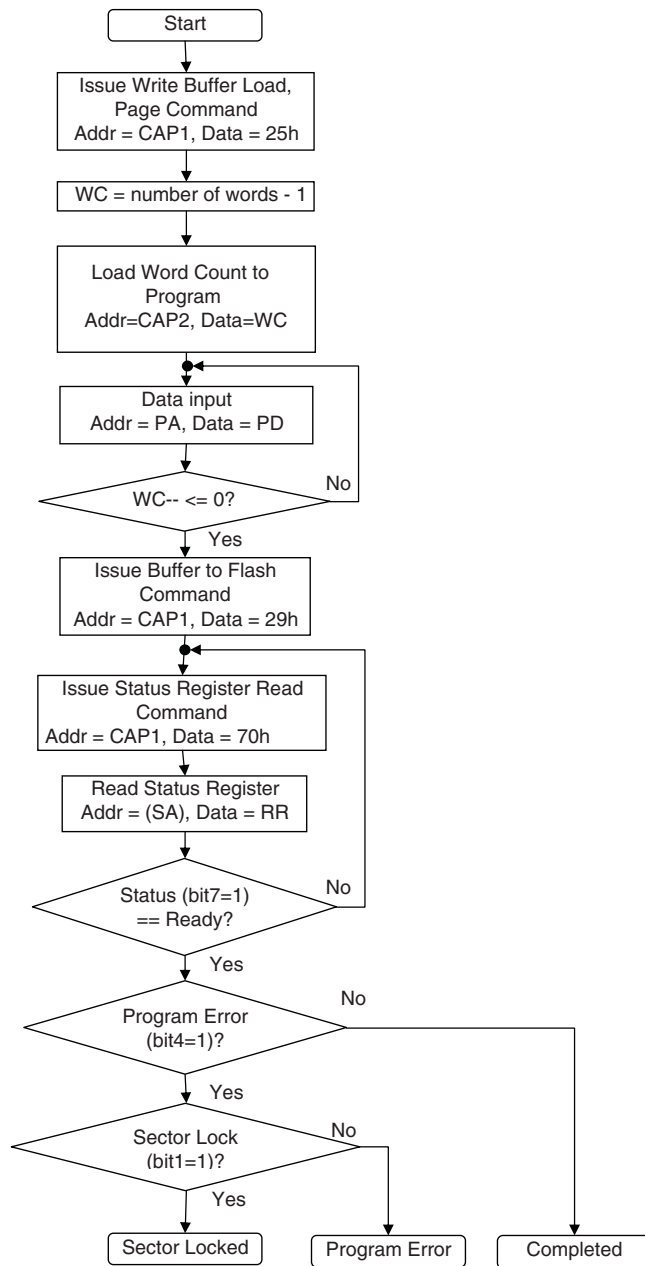 Start
Issue Write Buffer Load,
Page Command
Addr = CAP1, Data = 25h
WC = number of words - 1
Load Word Count to
Program
Addr=CAP2, Data=WC
Data input
Addr = PA, Data = PD
WC-- <= 0?
No
Yes
Issue Buffer to Flash
Command
Addr = CAP1, Data = 29h
Issue Status Register Read
Command
Addr = CAP1, Data = 70h
Read Status Register
Addr = (SA), Data = RR
Status (bit7=1)
== Ready?
No
Yes
Program Error
(bit4=1)?
No
Yes
Sector Lock
(bit1=1)?
No
Yes
Sector Locked
Program Error
Completed